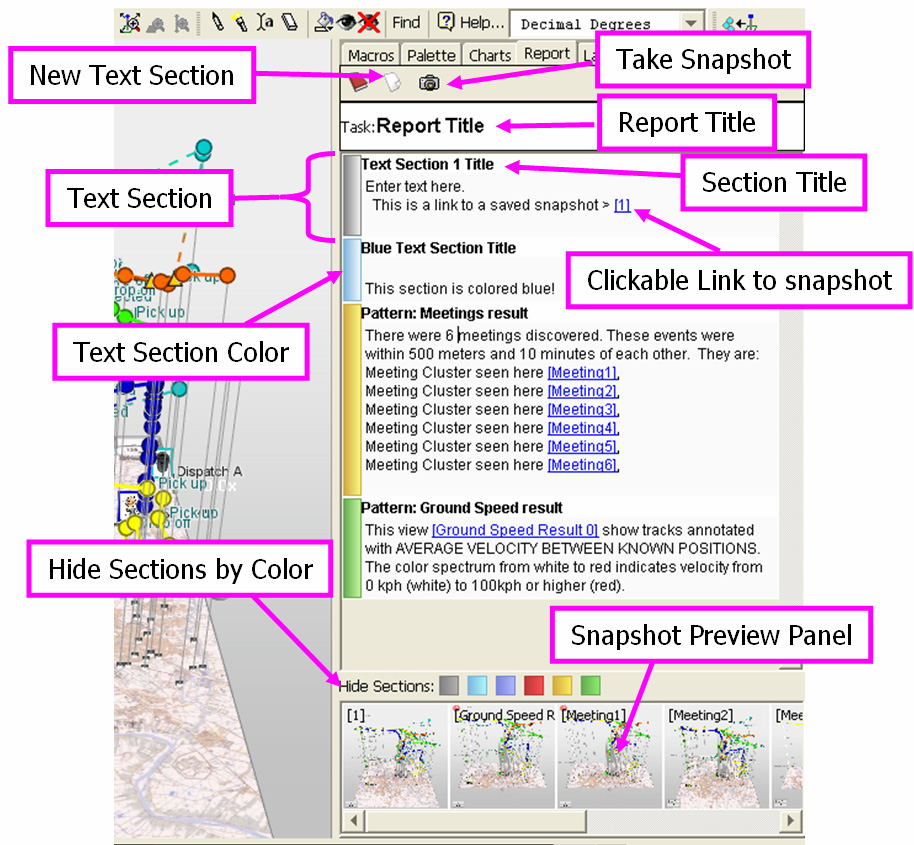 Find
Help...
Decimal Degrees
Macros
Palette
Charts
Report
La
New Text Section
Take Snapshot
Task: Report Title
Report Title
Text Section 1 Title
Section Title
Enter text here.
This is a link to a saved snapshot > [1]
Text Section
Blue Text Section Title
Clickable Link to snapshot
This section is colored blue!
Text Section Color
Pattern: Meetings result
There were 6 meetings discovered. These events were
within 500 meters and 10 minutes of each other. They are:
Meeting Cluster seen here [Meeting1],
Meeting Cluster seen here [Meeting2],
Meeting Cluster seen here [Meeting3],
Meeting Cluster seen here [Meeting4],
Meeting Cluster seen here [Meeting5],
Meeting Cluster seen here [Meeting6],
Pattern: Ground Speed result
This view [Ground Speed Result 0] show tracks annotated
with AVERAGE VELOCITY BETWEEN KNOWN POSITIONS.
The color spectrum from white to red indicates velocity from
0 kph (white) to 100kph or higher (red).
Pick up
Dispatch A
Pick up
Pick up
Hide Sections by Color
Snapshot Preview Panel
Hide Sections:
[1]
[Ground Speed R
[Meeting1]
[Meeting2]
[Mee